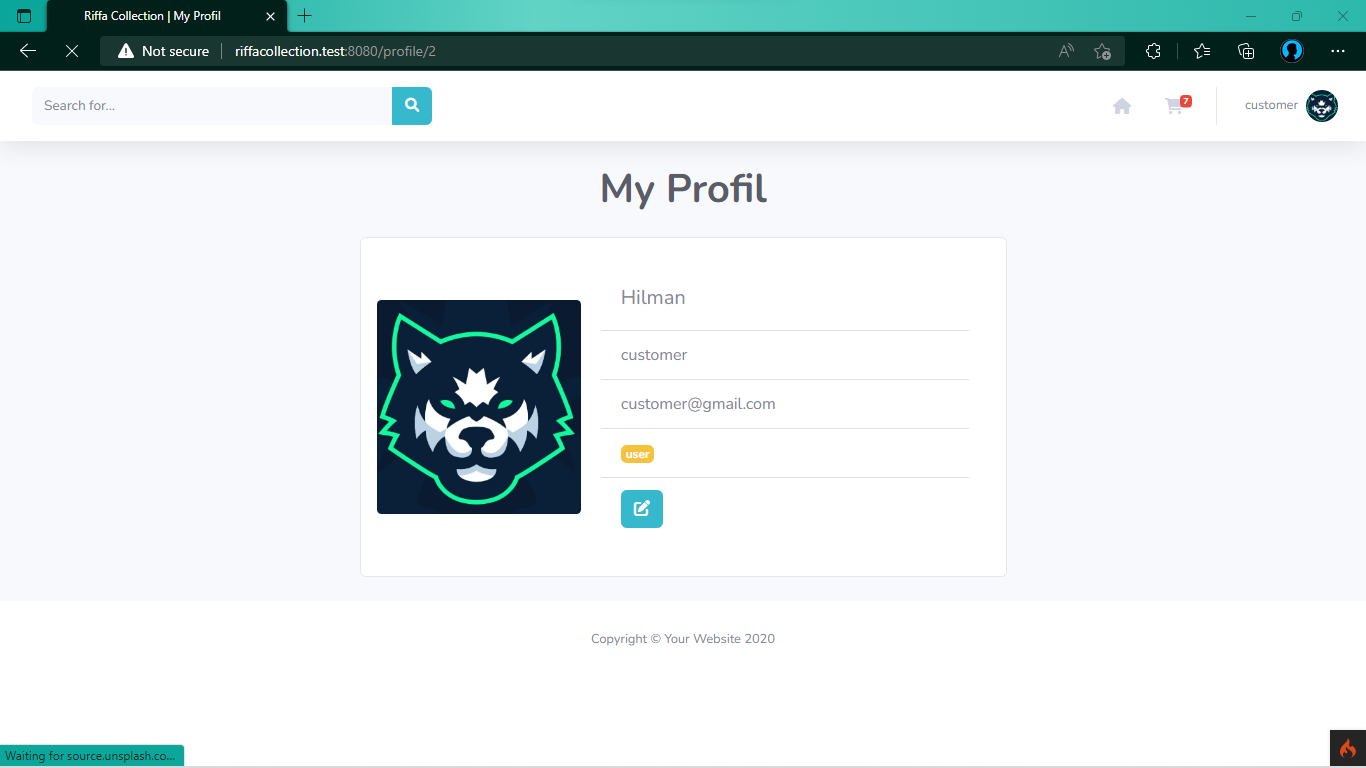 Riffa Collection | My Profil
Not secure
riffacollection.test:8080/profile/2
Search for...
7
customer
My Profil
Hilman
customer
customer@gmail.com
user
Copyright © Your Website 2020
Waiting for source.unsplash.co...